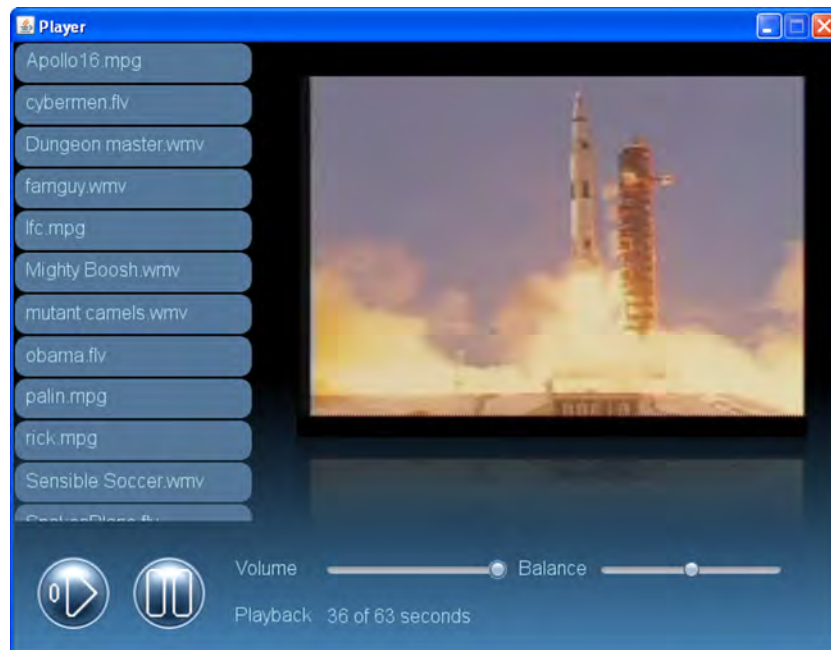 Player
Apollo16.mpg
cybermen.flv
Dungeon master.wmv
famguy.wmv
lfc.mpg
Mighty Boosh.wmv
mutant camels.wmv
obama.flv
palin.mpg
rick.mpg
Sensible Soccer.wmv
Volume Balance
0
Playback 36 of 63 seconds